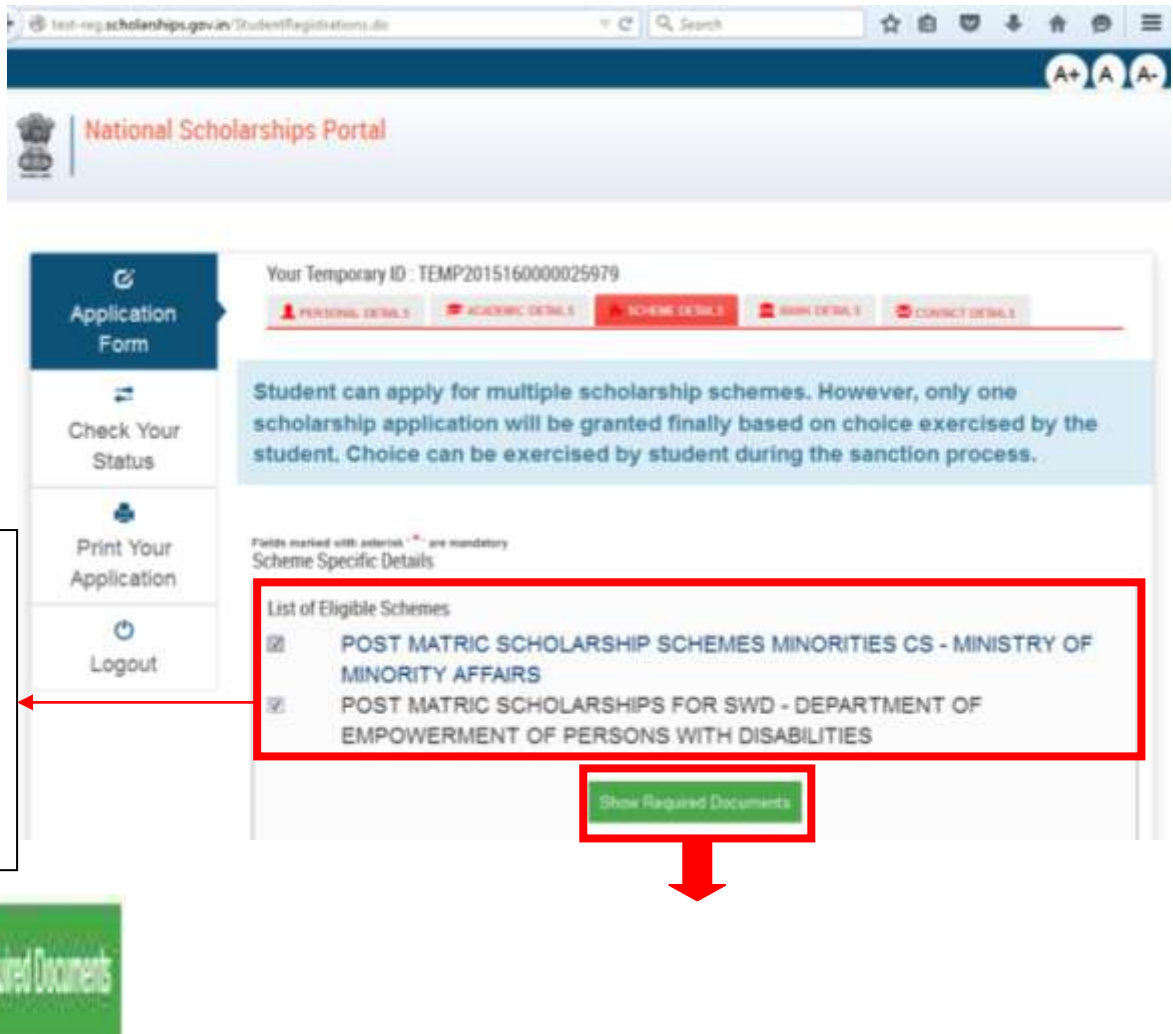 test-reg.scholarships.gov.in/StudentRegistrations.do
Search
A+ A A-
National Scholarships Portal
Application
Form
Check Your
Status
Print Your
Application
Logout
Your Temporary ID : TEMP2015160000025979
PERSONAL DETAILS ACADEMIC DETAILS SCHEME DETAILS BANK DETAILS CONTACT DETAILS
Student can apply for multiple scholarship schemes. However, only one
scholarship application will be granted finally based on choice exercised by the
student. Choice can be exercised by student during the sanction process.
Fields marked with asterisk '*' are mandatory
Scheme Specific Details
List of Eligible Schemes
POST MATRIC SCHOLARSHIP SCHEMES MINORITIES CS - MINISTRY OF
MINORITY AFFAIRS
POST MATRIC SCHOLARSHIPS FOR SWD - DEPARTMENT OF
EMPOWERMENT OF PERSONS WITH DISABILITIES
Show Required Documents
Documents